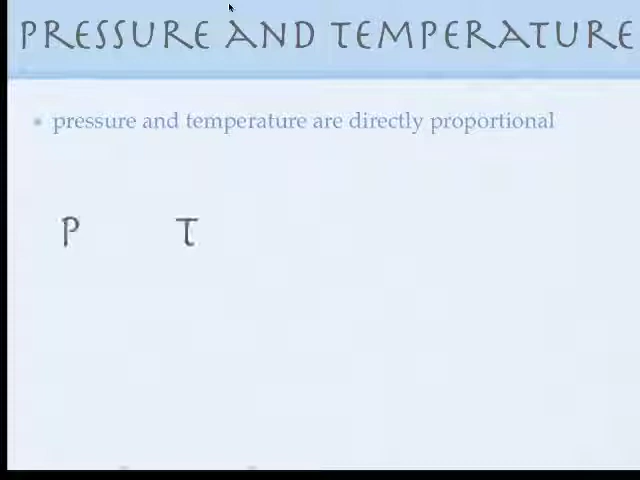 PRESSURE AND TEMPERATURE
pressure and temperature are directly proportional
P T